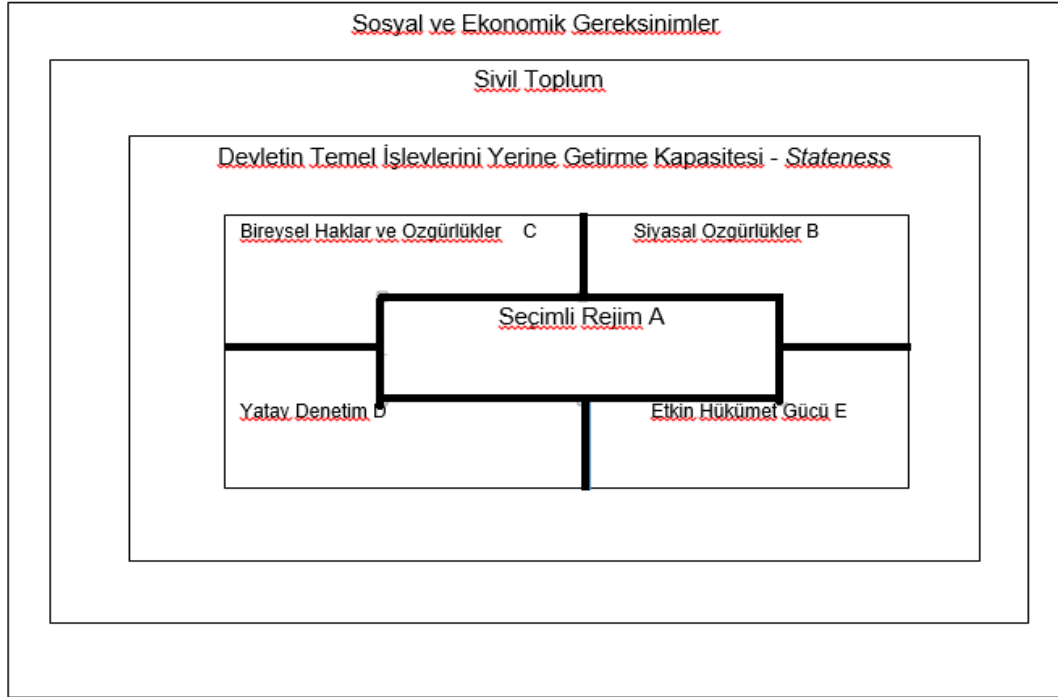 Sosyal ve Ekonomik Gereksinimler
Sivil Toplum
Devletin Temel İşlevlerini Yerine Getirme Kapasitesi - Stateness
Bireysel Haklar ve Ozgürlükler C
Siyasal Ozgürlükler B
Seçimli Rejim A
Yatay Denetim D
Etkin Hükümet Gücü E